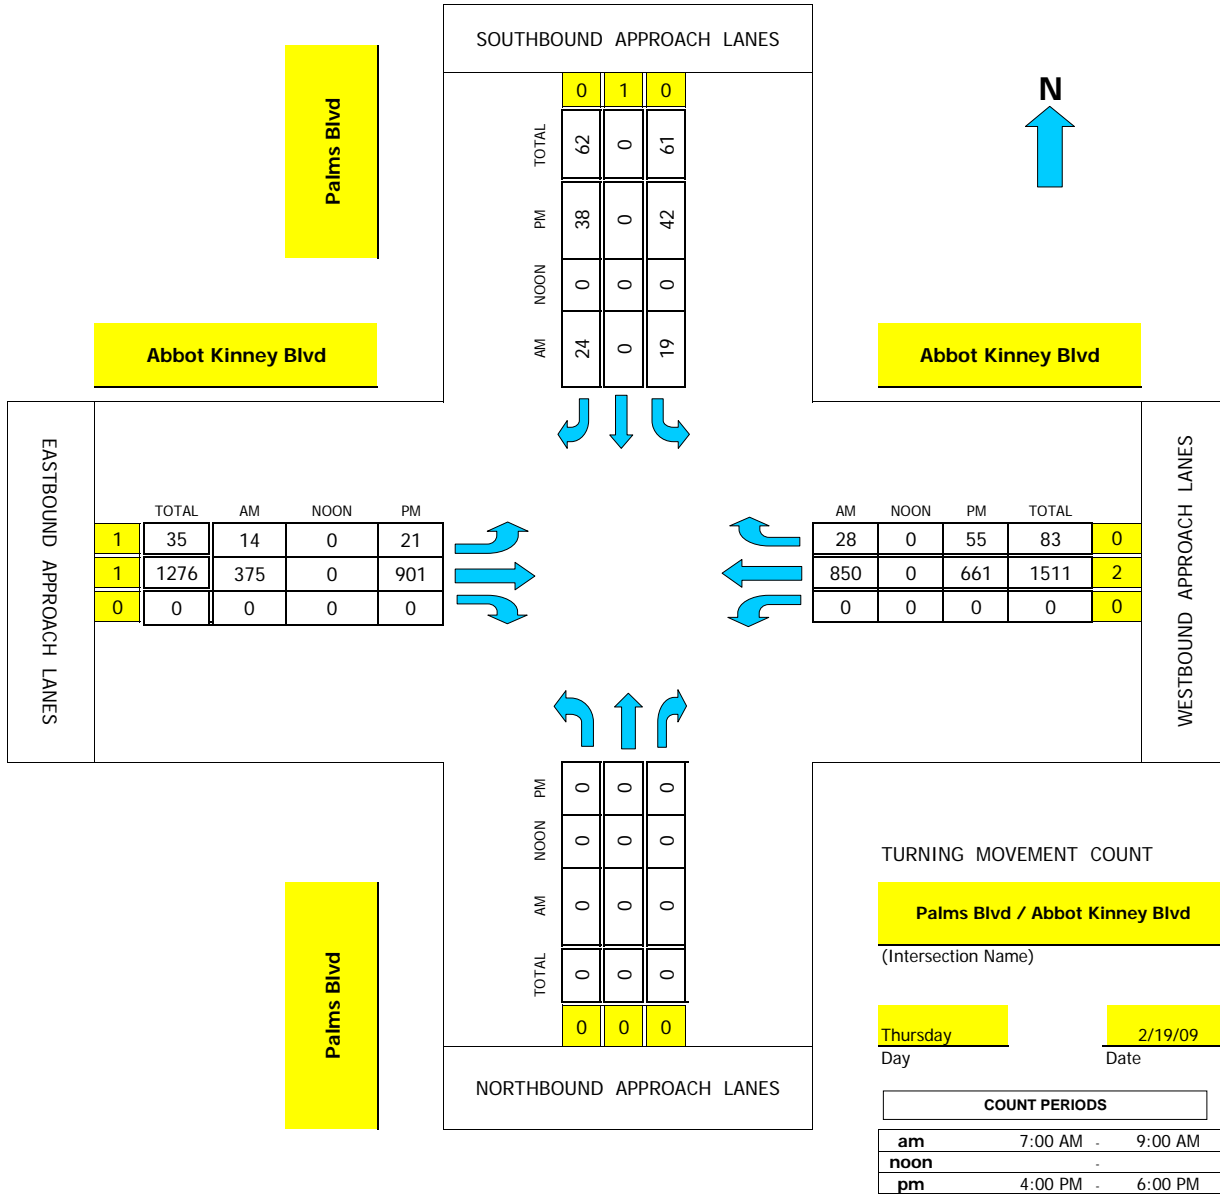 SOUTHBOUND APPROACH LANES
0 1 0
N
Palms Blvd
TOTAL 62 0 61
PM 38 0 42
NOON 0 0 0
AM 24 0 19
Abbot Kinney Blvd
Abbot Kinney Blvd
EASTBOUND APPROACH LANES
TOTAL AM NOON PM
1 35 14 0 21
1 1276 375 0 901
0 0 0 0 0
AM NOON PM TOTAL
28 0 55 83 0
850 0 661 1511 2
0 0 0 0 0
WESTBOUND APPROACH LANES
PM 0 0 0
NOON 0 0 0
AM 0 0 0
TOTAL 0 0 0
0 0 0
Palms Blvd
NORTHBOUND APPROACH LANES
TURNING MOVEMENT COUNT
Palms Blvd / Abbot Kinney Blvd
(Intersection Name)
Thursday 2/19/09
Day Date
COUNT PERIODS
am 7:00 AM - 9:00 AM
noon -
pm 4:00 PM - 6:00 PM